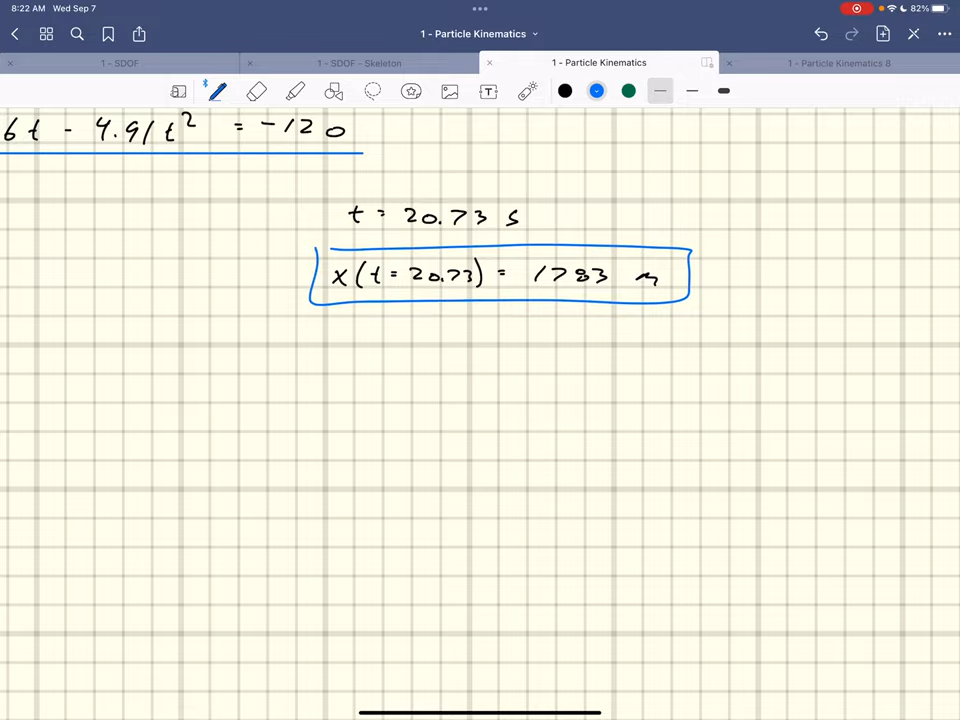 8:22 AM Wed Sep 7
82%
1 - Particle Kinematics
1 - SDOF
1 - SDOF - Skeleton
1 - Particle Kinematics
1 - Particle Kinematics 8
6t - 4.91t² = -120
t = 20.73 s
x(t = 20.73) = 1783 m